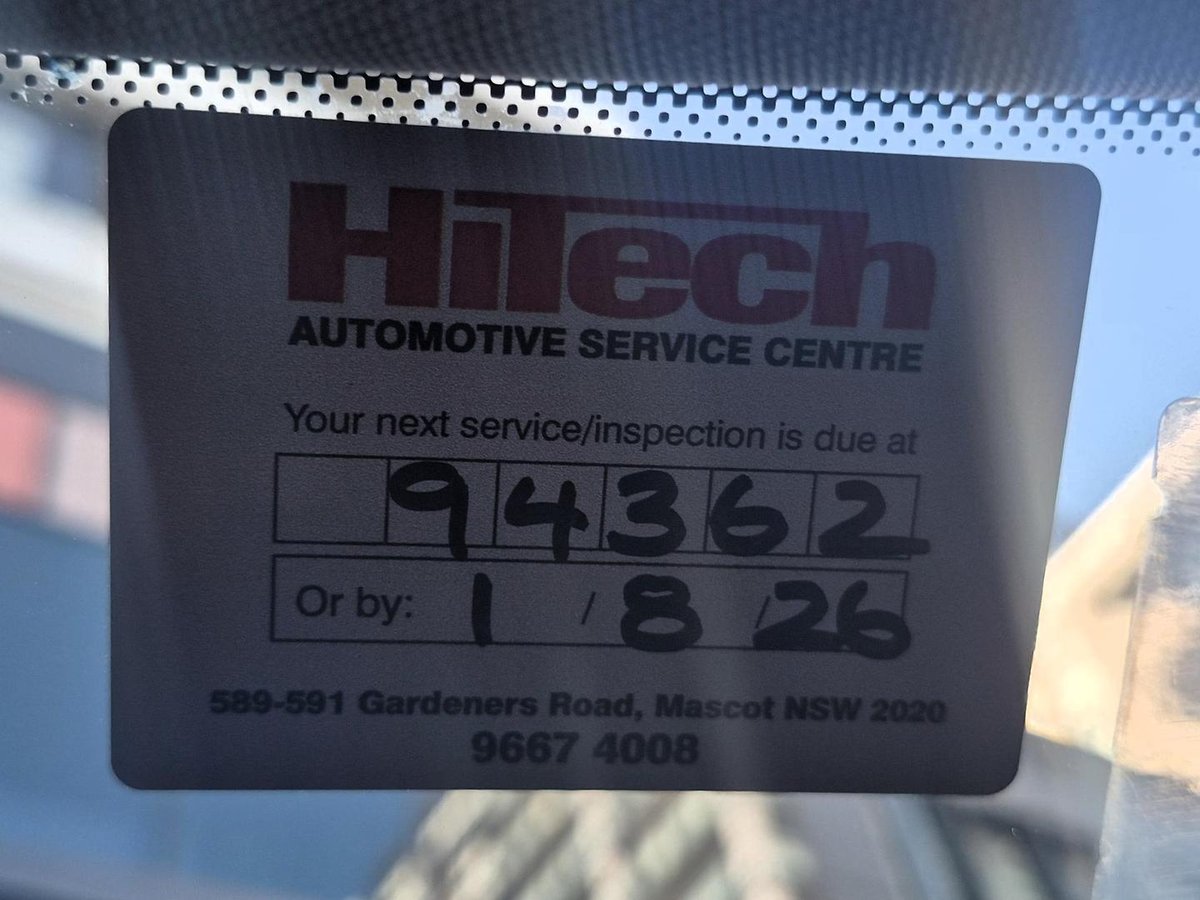 HiTech
AUTOMOTIVE SERVICE CENTRE
Your next service/inspection is due at
94362
Or by: 1 / 8 / 26
589-591 Gardeners Road, Mascot NSW 2020
9667 4008